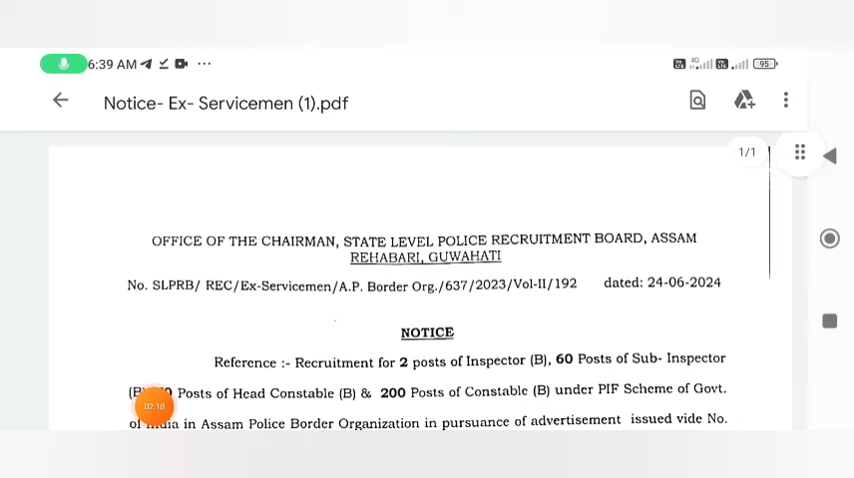 6:39 AM ...
4G
95
Notice- Ex- Servicemen (1).pdf
1/1
OFFICE OF THE CHAIRMAN, STATE LEVEL POLICE RECRUITMENT BOARD, ASSAM
REHABARI, GUWAHATI
No. SLPRB/ REC/Ex-Servicemen/A.P. Border Org./637/2023/Vol-II/192 dated: 24-06-2024
NOTICE
Reference :- Recruitment for 2 posts of Inspector (B), 60 Posts of Sub- Inspector
Posts of Head Constable (B) & 200 Posts of Constable (B) under PIF Scheme of Govt.
02:18
of India in Assam Police Border Organization in pursuance of advertisement issued vide No.